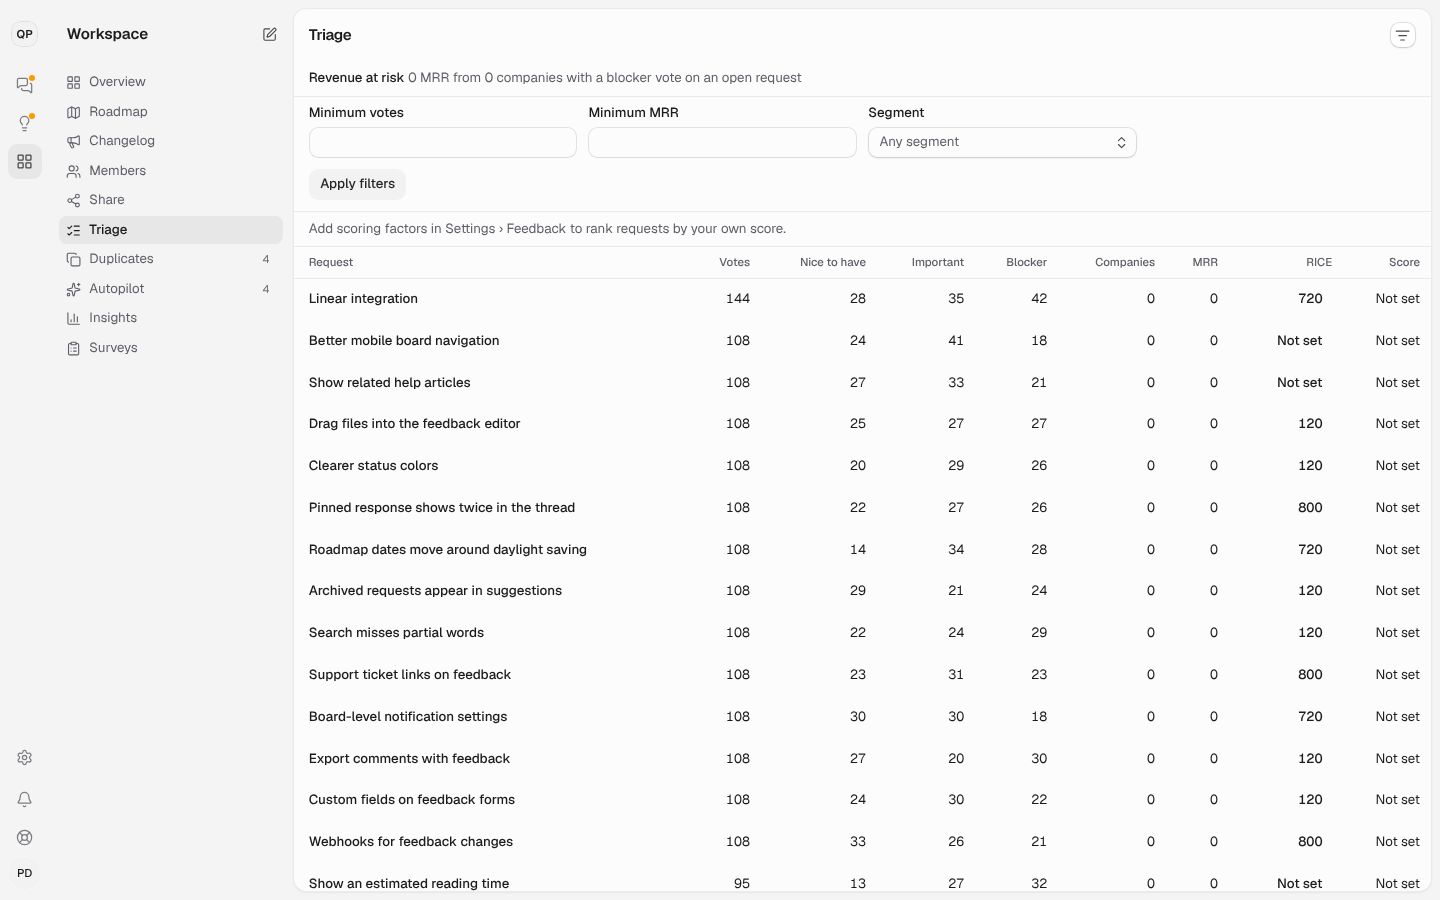 QP
Workspace
Overview
Roadmap
Changelog
Members
Share
Triage
Duplicates 4
Autopilot 4
Insights
Surveys
PD
Triage
Revenue at risk 0 MRR from 0 companies with a blocker vote on an open request
Minimum votes Minimum MRR Segment
Any segment
Apply filters
Add scoring factors in Settings › Feedback to rank requests by your own score.
Request Votes Nice to have Important Blocker Companies MRR RICE Score
Linear integration 144 28 35 42 0 0 720 Not set
Better mobile board navigation 108 24 41 18 0 0 Not set Not set
Show related help articles 108 27 33 21 0 0 Not set Not set
Drag files into the feedback editor 108 25 27 27 0 0 120 Not set
Clearer status colors 108 20 29 26 0 0 120 Not set
Pinned response shows twice in the thread 108 22 27 26 0 0 800 Not set
Roadmap dates move around daylight saving 108 14 34 28 0 0 720 Not set
Archived requests appear in suggestions 108 29 21 24 0 0 120 Not set
Search misses partial words 108 22 24 29 0 0 120 Not set
Support ticket links on feedback 108 23 31 23 0 0 800 Not set
Board-level notification settings 108 30 30 18 0 0 720 Not set
Export comments with feedback 108 27 20 30 0 0 120 Not set
Custom fields on feedback forms 108 24 30 22 0 0 120 Not set
Webhooks for feedback changes 108 33 26 21 0 0 800 Not set
Show an estimated reading time 95 13 27 32 0 0 Not set Not set